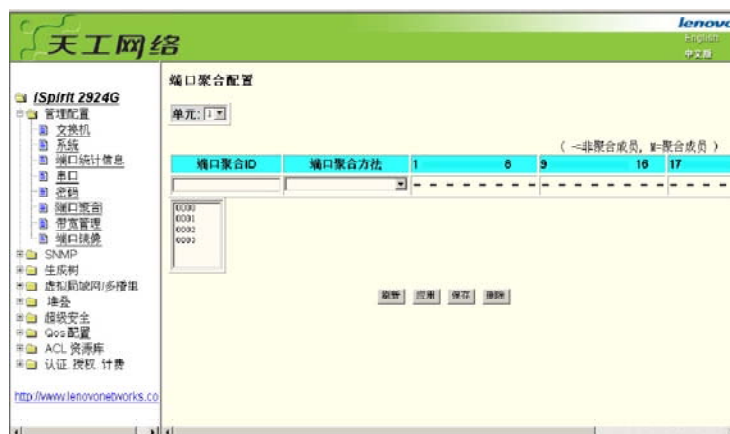 天工网络
lenovo
English
中文版
iSpirit 2924G
管理配置
交换机
系统
端口统计信息
串口
密码
端口聚合
带宽管理
端口镜像
SNMP
生成树
虚拟局域网/多播组
堆叠
超级安全
Qos 配置
ACL 资源库
认证 授权 计费
http://www.lenovonetworks.co
端口聚合配置
单元: 1
( -=非聚合成员, M=聚合成员 )
端口聚合ID 端口聚合方法 1 8 9 16 17
- - - - - - - - - - - - - - - - - - - -
0000
0001
0002
0003
刷新 应用 保存 删除